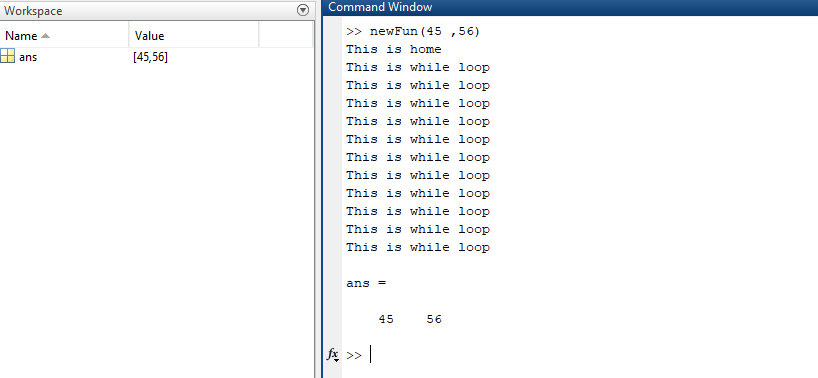 Workspace
Name Value
ans [45,56]
Command Window
>> newFun(45 ,56)
This is home
This is while loop
This is while loop
This is while loop
This is while loop
This is while loop
This is while loop
This is while loop
This is while loop
This is while loop
This is while loop
This is while loop
ans =
45 56
fx >>